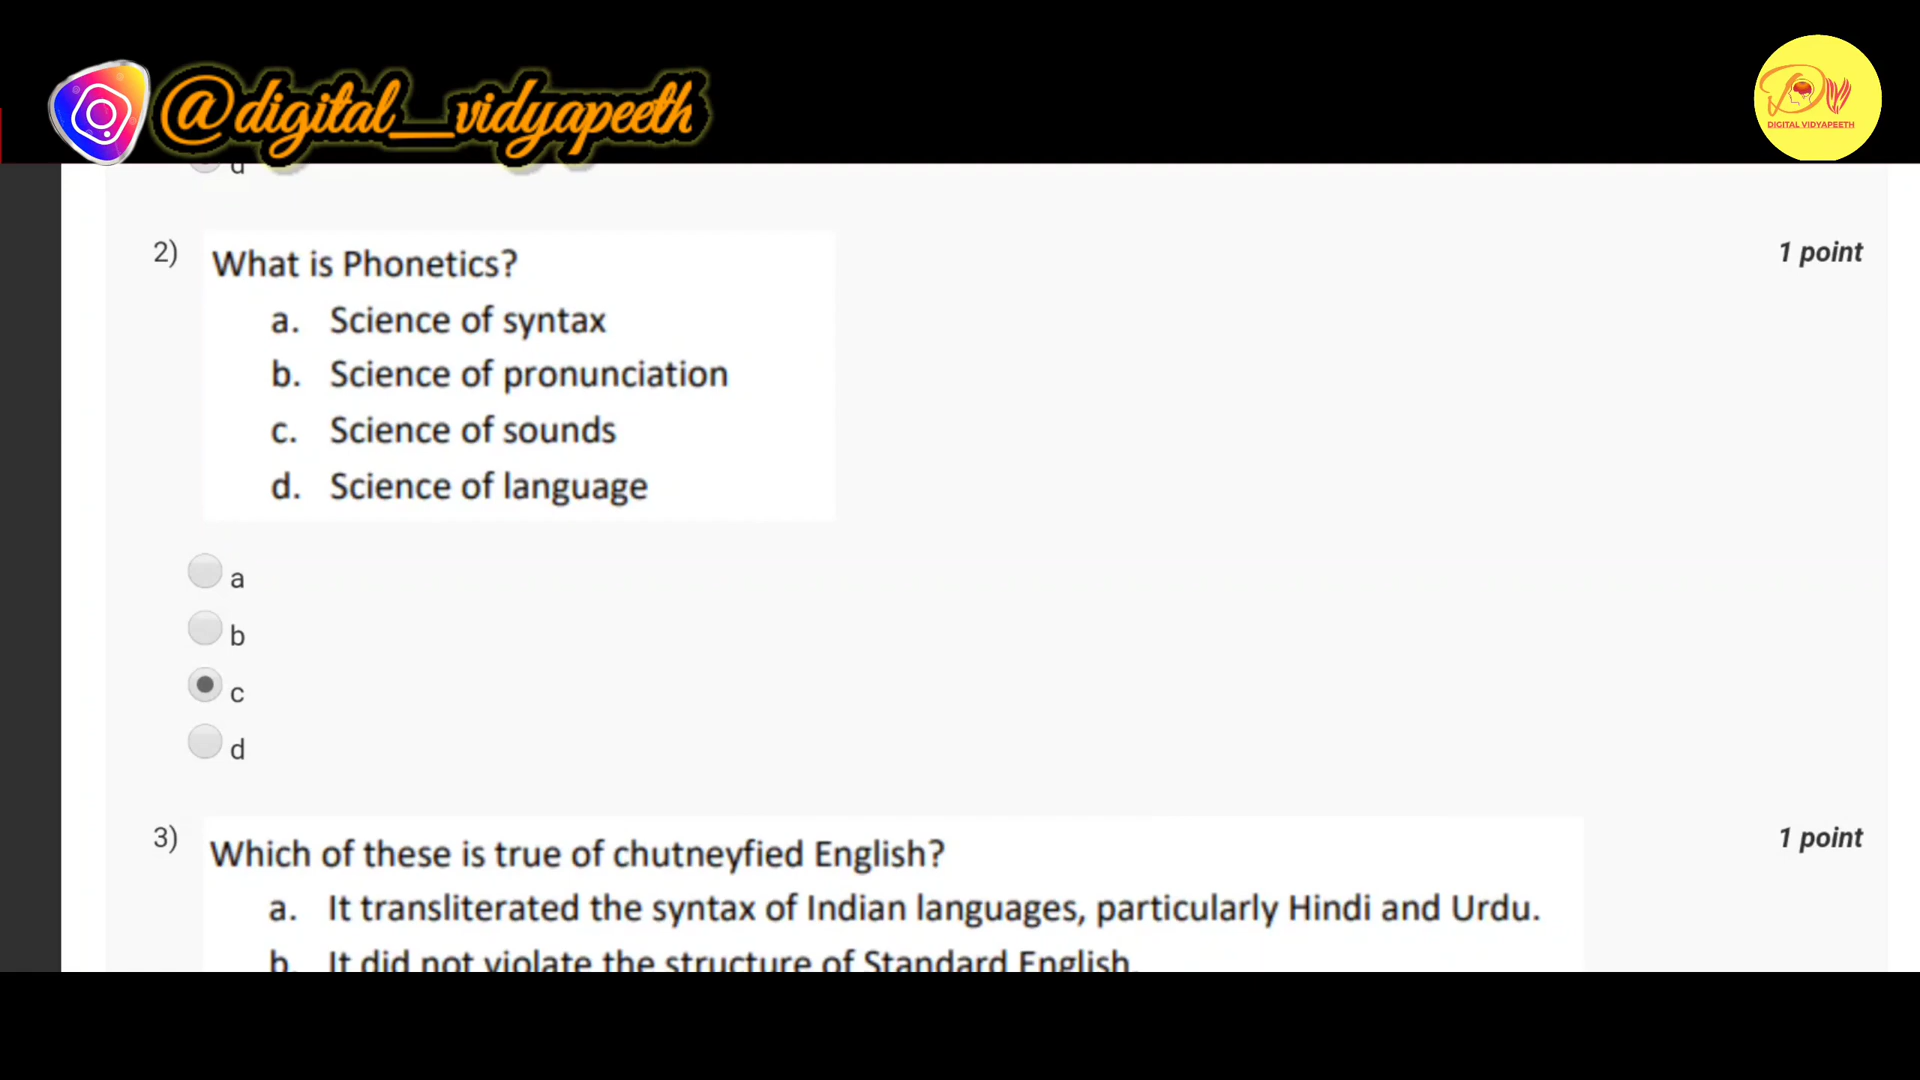 @digital__vidyapeeth
DIGITAL VIDYAPEETH
d
2)
What is Phonetics?
1 point
a. Science of syntax
b. Science of pronunciation
c. Science of sounds
d. Science of language
a
b
c
d
3)
Which of these is true of chutneyfied English?
1 point
a. It transliterated the syntax of Indian languages, particularly Hindi and Urdu.
b. It did not violate the structure of Standard English.